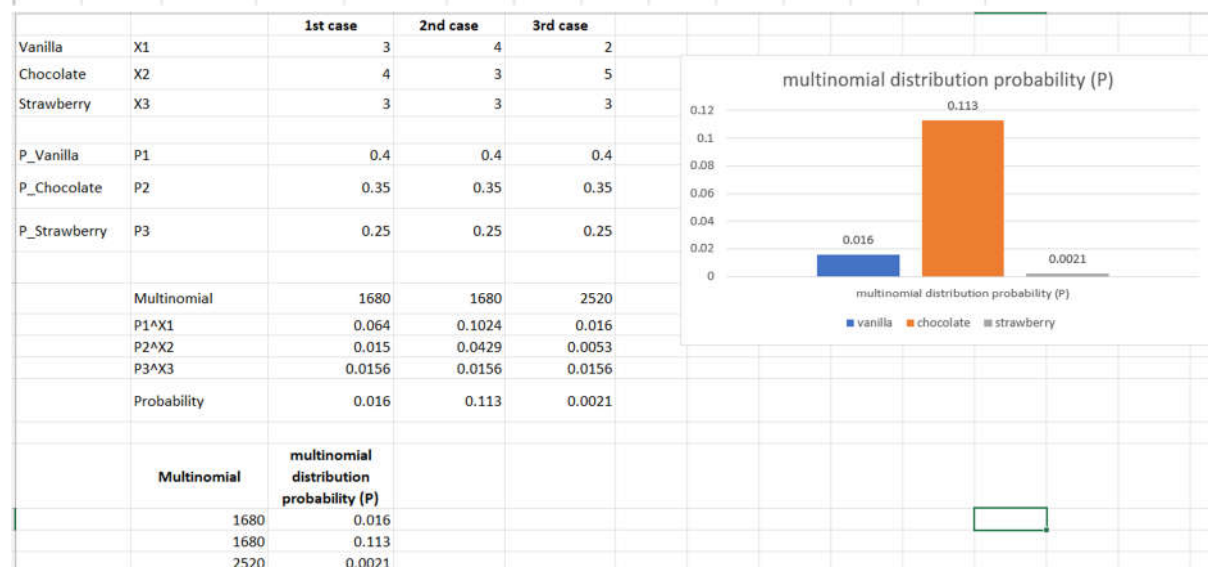 1st case 2nd case 3rd case
Vanilla X1 3 4 2
Chocolate X2 4 3 5
Strawberry X3 3 3 3
P_Vanilla P1 0.4 0.4 0.4
P_Chocolate P2 0.35 0.35 0.35
P_Strawberry P3 0.25 0.25 0.25
Multinomial 1680 1680 2520
P1^X1 0.064 0.1024 0.016
P2^X2 0.015 0.0429 0.0053
P3^X3 0.0156 0.0156 0.0156
Probability 0.016 0.113 0.0021
Multinomial
multinomial
distribution
probability (P)
1680 0.016
1680 0.113
2520 0.0021
multinomial distribution probability (P)
0.12
0.1
0.08
0.06
0.04
0.02
0
0.016
0.113
0.0021
multinomial distribution probability (P)
vanilla chocolate strawberry